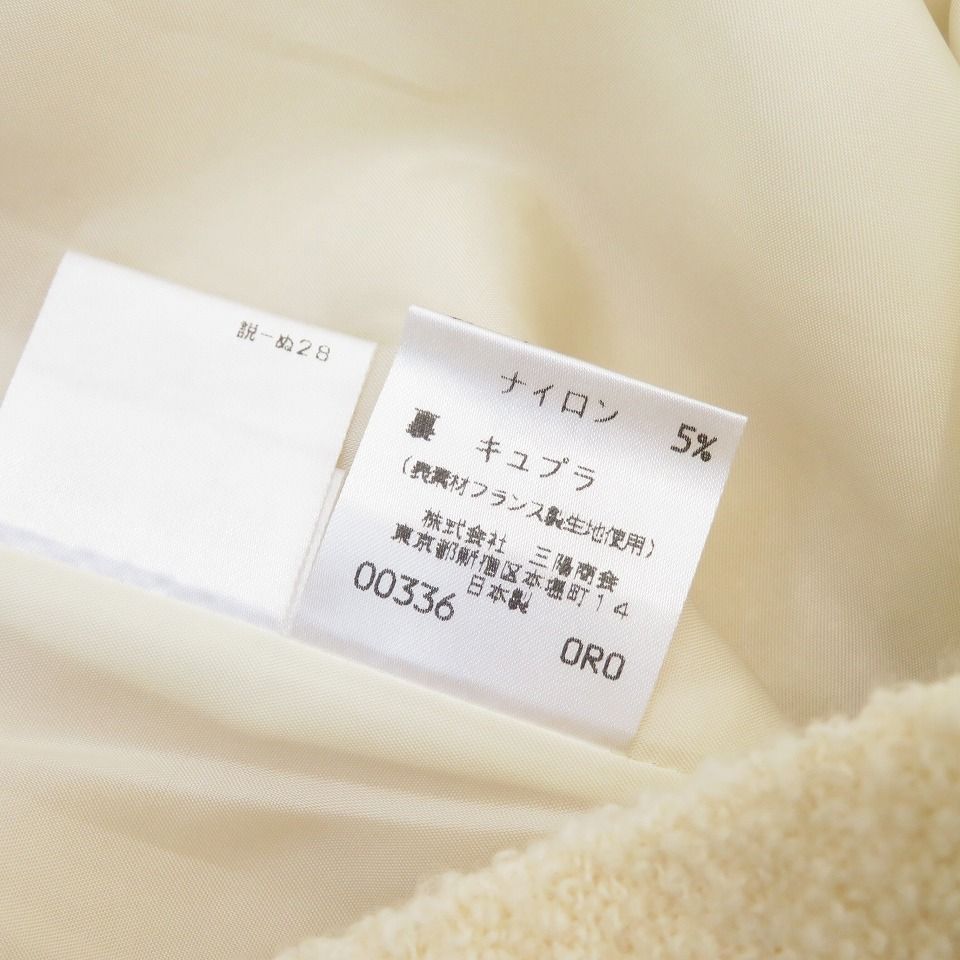 説-ぬ28
ナイロン 5%
裏 キュプラ
(表素材フランス製生地使用)
株式会社 三陽商会
東京都新宿区本塩町14
日本製
00336
ORO